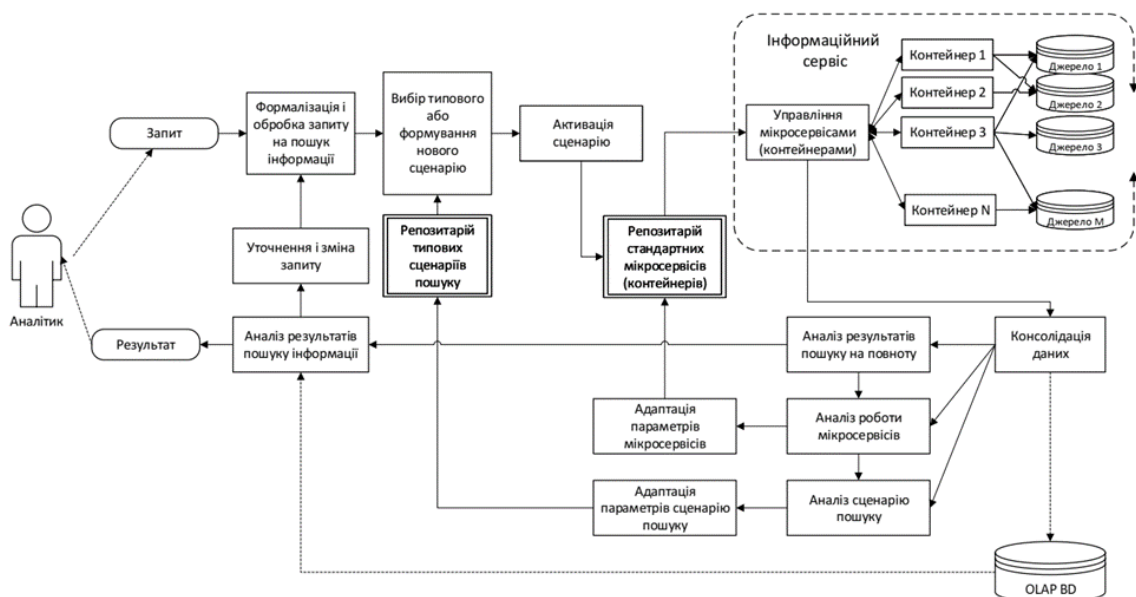 Інформаційний
сервіс
Контейнер 1
Контейнер 2
Контейнер 3
Контейнер N
Джерело 1
Джерело 2
Джерело 3
Джерело M
Управління
мікросервісами
(контейнерами)
Запит
Формалізація і
обробка запиту
на пошук
інформації
Вибір типового
або
формування
нового
сценарію
Активація
сценарію
Аналітик
Уточнення і зміна
запиту
Репозитарій
типових
сценаріїв
пошуку
Репозитарій
стандартних
мікросервісів
(контейнерів)
Результат
Аналіз результатів
пошуку інформації
Аналіз результатів
пошуку на повноту
Консолідація
даних
Адаптація
параметрів
мікросервісів
Аналіз роботи
мікросервісів
Адаптація
параметрів сценарію
пошуку
Аналіз сценарію
пошуку
OLAP BD